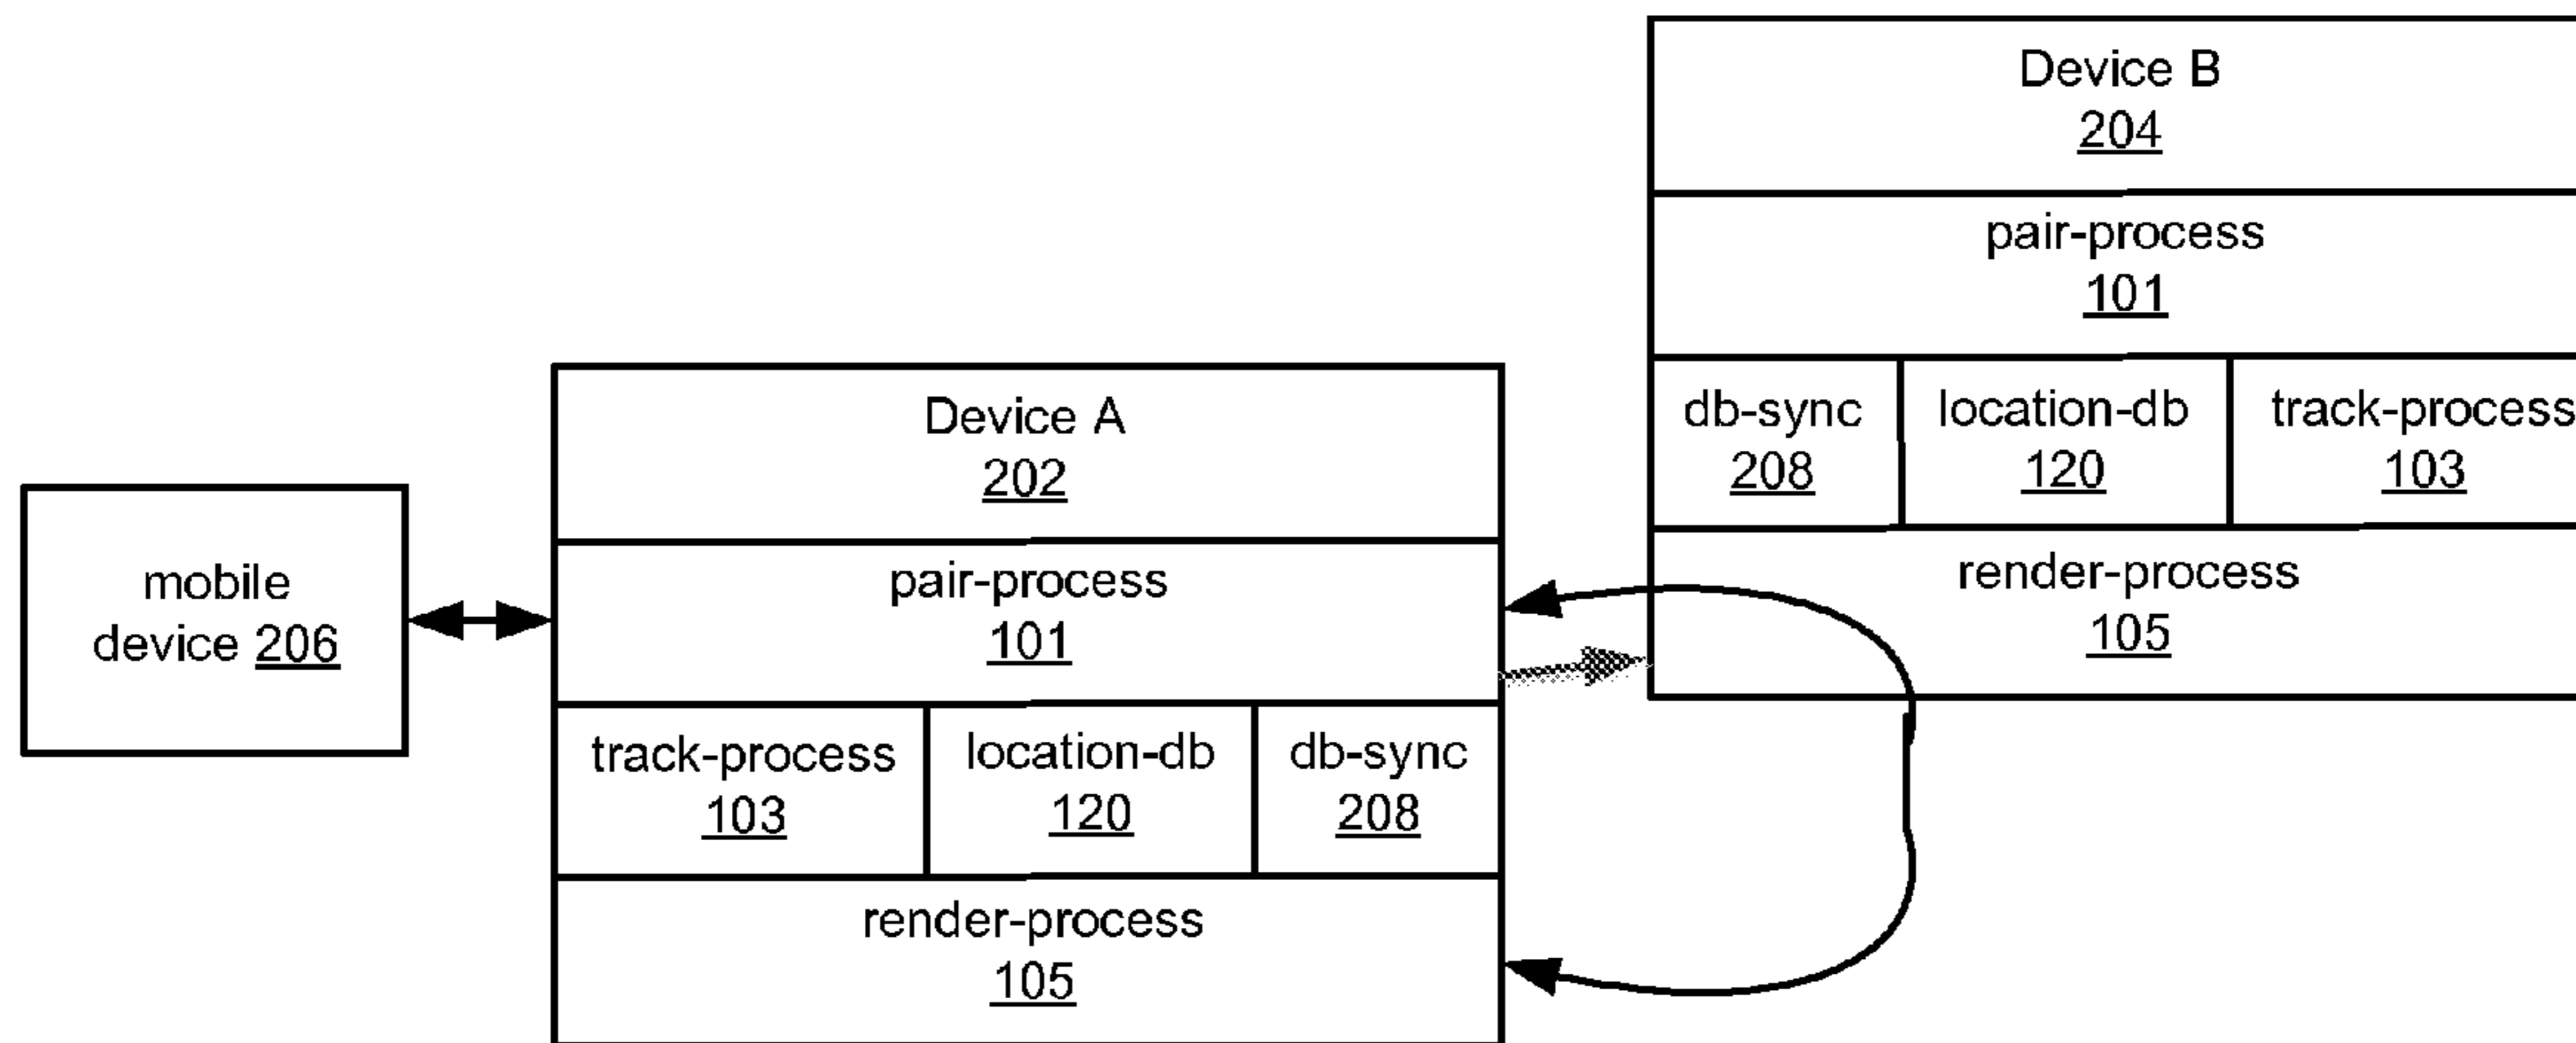 Device B
204
pair-process
101
db-sync
208
location-db
120
track-process
103
render-process
105
Device A
202
pair-process
101
track-process
103
location-db
120
db-sync
208
render-process
105
mobile
device 206